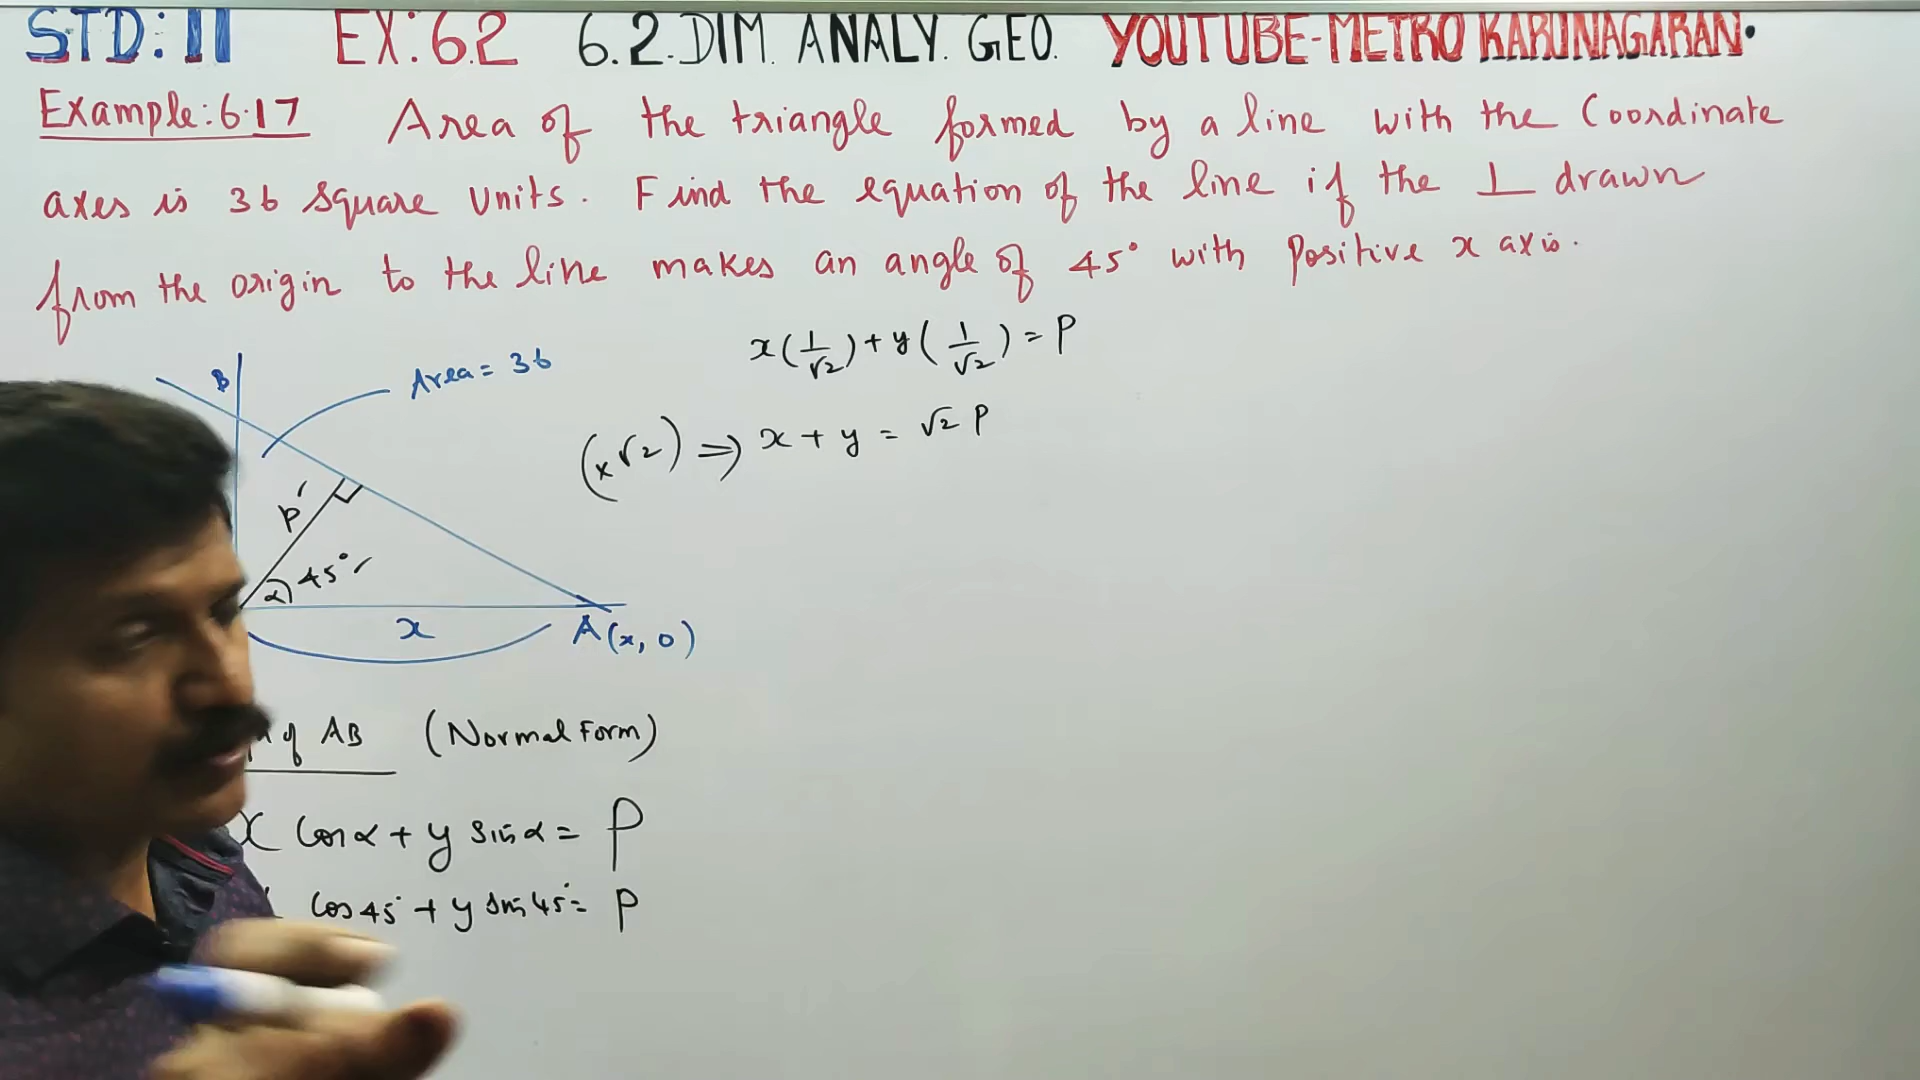 STD: 11 EX: 6.2 6.2.DIM. ANALY. GEO. YOUTUBE-METRO KARUNAGARAN.
Example: 6.17 Area of the triangle formed by a line with the Coordinate
axes is 36 Square Units. Find the equation of the line if the ⊥ drawn
from the origin to the line makes an angle of 45° with Positive x axis.
x(1/√2) + y(1/√2) = P
B
Area = 36
(x√2) ⇒ x + y = √2 P
p
α 45°
x
A(x, 0)
of AB (Normal Form)
x cosα + y sinα = P
cos45° + y sin45° = P